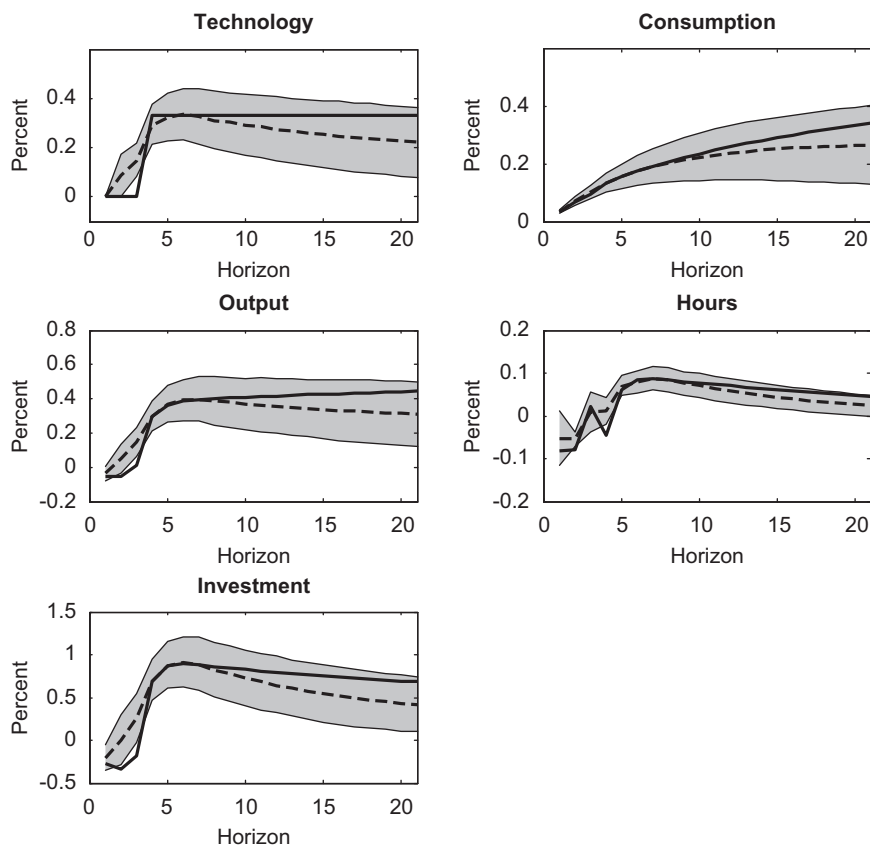 Technology
Percent
0.4
0.2
0
0 5 10 15 20
Horizon
Consumption
Percent
0.4
0.2
0
0 5 10 15 20
Horizon
Output
Percent
0.8
0.6
0.4
0.2
0
-0.2
0 5 10 15 20
Horizon
Hours
Percent
0.2
0.1
0
-0.1
-0.2
0 5 10 15 20
Horizon
Investment
Percent
1.5
1
0.5
0
-0.5
0 5 10 15 20
Horizon